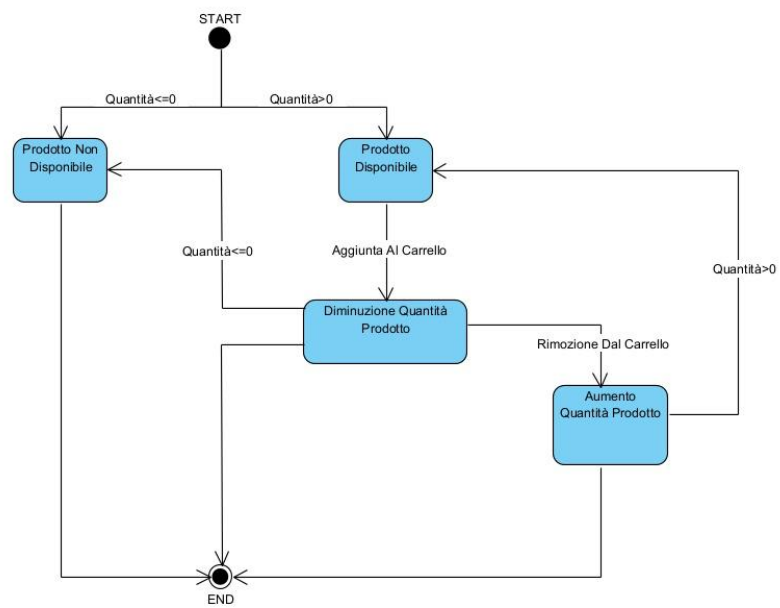 START
Quantità<=0
Quantità>0
Prodotto Non
Disponibile
Prodotto
Disponibile
Quantità<=0
Aggiunta Al Carrello
Quantità>0
Diminuzione Quantità
Prodotto
Rimozione Dal Carrello
Aumento
Quantità Prodotto
END